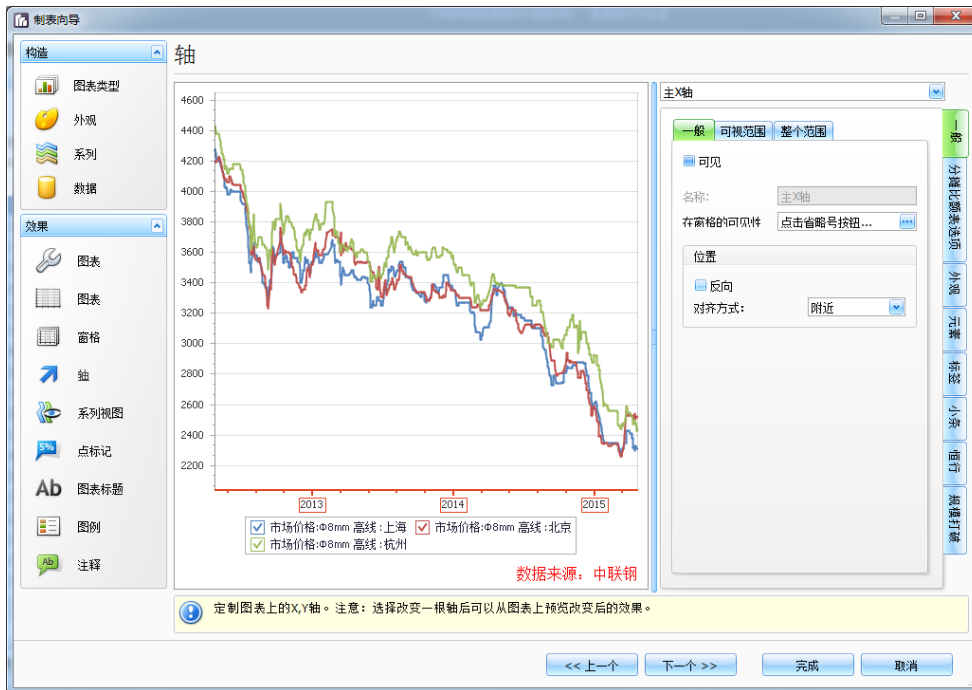 制表向导
构造
图表类型
外观
系列
数据
效果
图表
图表
窗格
轴
系列视图
5%
点标记
Ab
图表标题
图例
Ab
注释
轴
4600
4400
4200
4000
3800
3600
3400
3200
3000
2800
2600
2400
2200
2013
2014
2015
市场价格:Φ8mm 高线:上海
市场价格:Φ8mm 高线:北京
市场价格:Φ8mm 高线:杭州
数据来源：中联钢
主X轴
一般
可视范围
整个范围
可见
名称:
主X轴
在窗格的可见性
点击省略号按钮...
位置
反向
对齐方式:
附近
一般
分摊比额表选项
外观
元素
标签
小条
恒行
规模打破
定制图表上的X,Y轴。注意：选择改变一根轴后可以从图表上预览改变后的效果。
<< 上一个
下一个 >>
完成
取消